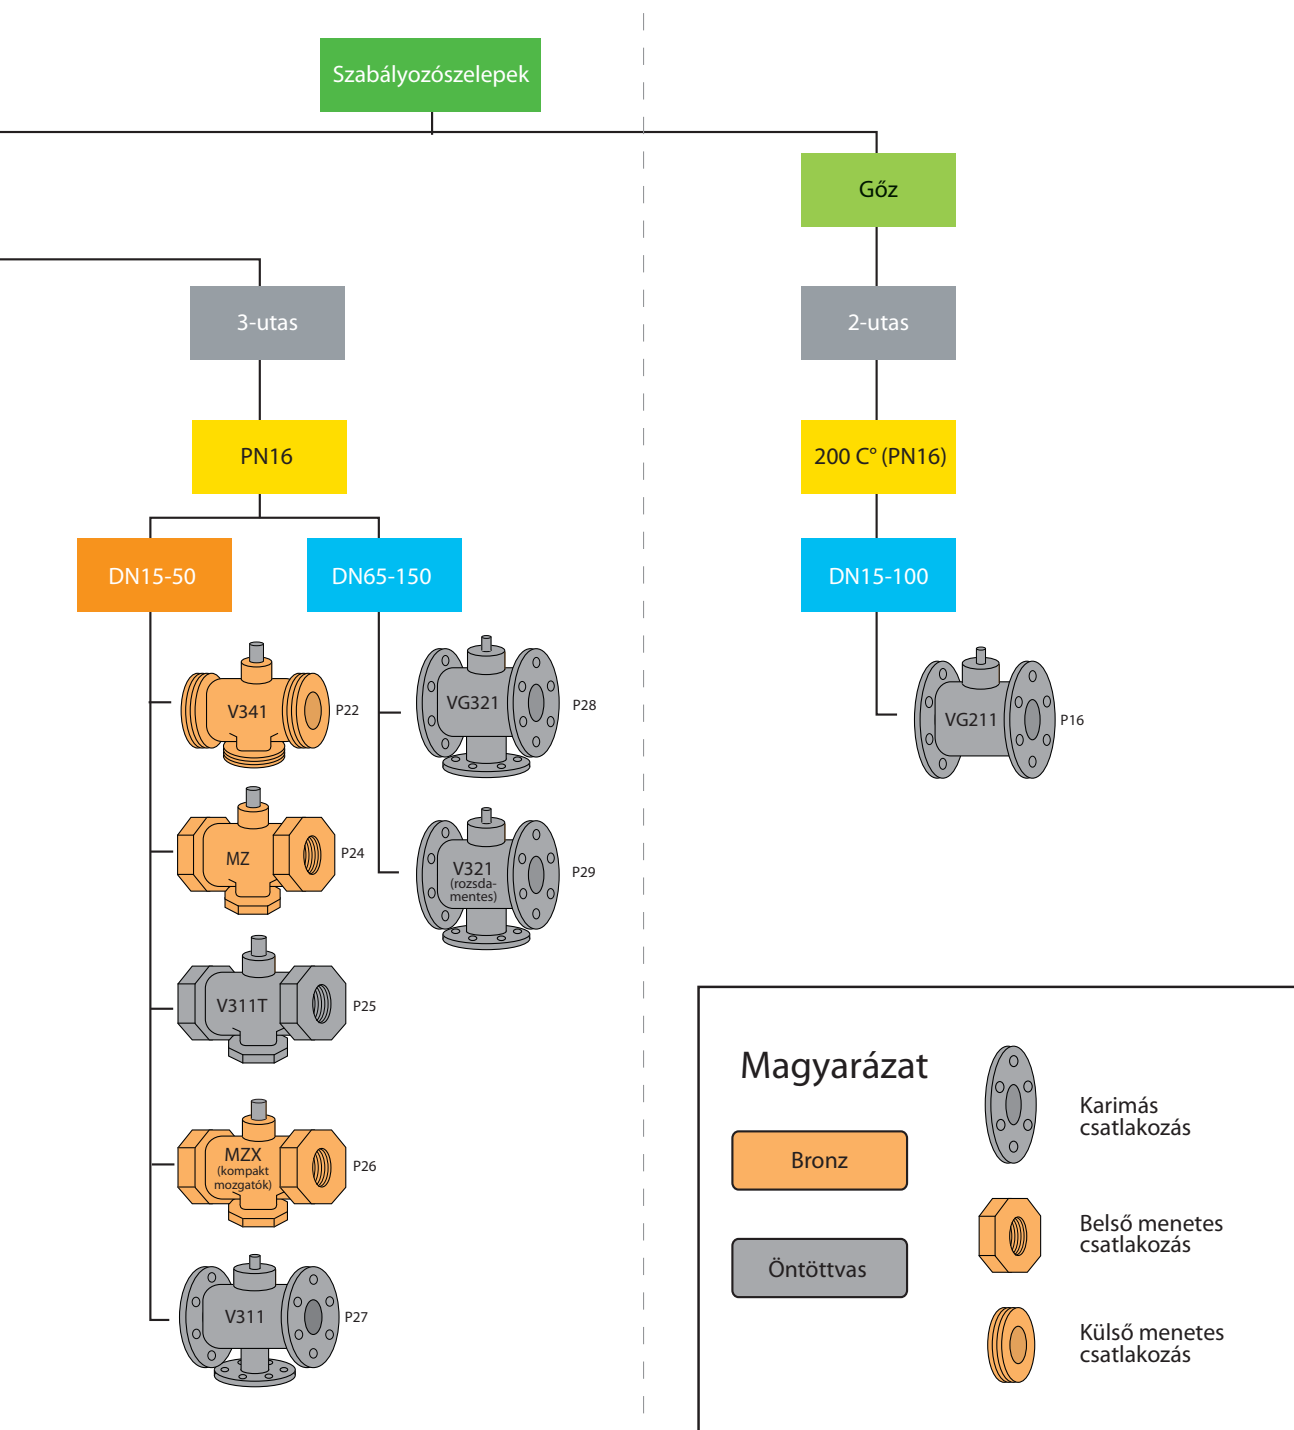 Szabályozószelepek
Gőz
3-utas
2-utas
PN16
200 C° (PN16)
DN15-50
DN65-150
DN15-100
V341
P22
VG321
P28
VG211
P16
MZ
P24
V321
(rozsda-
mentes)
P29
V311T
P25
MZX
(kompakt
mozgatók)
P26
V311
P27
Magyarázat
Bronz
Öntöttvas
Karimás
csatlakozás
Belső menetes
csatlakozás
Külső menetes
csatlakozás